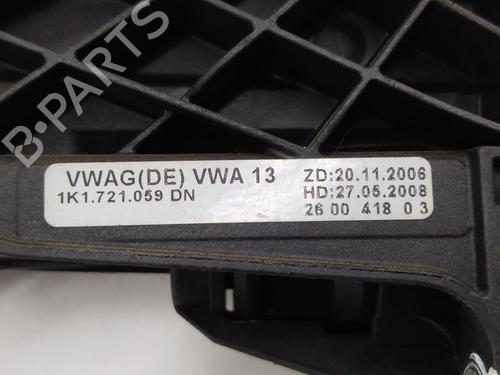 B-PARTS
VWAG(DE) VWA 13 ZD:20.11.2006
1K1.721.059 DN HD:27.05.2008
26 00 418 0 3